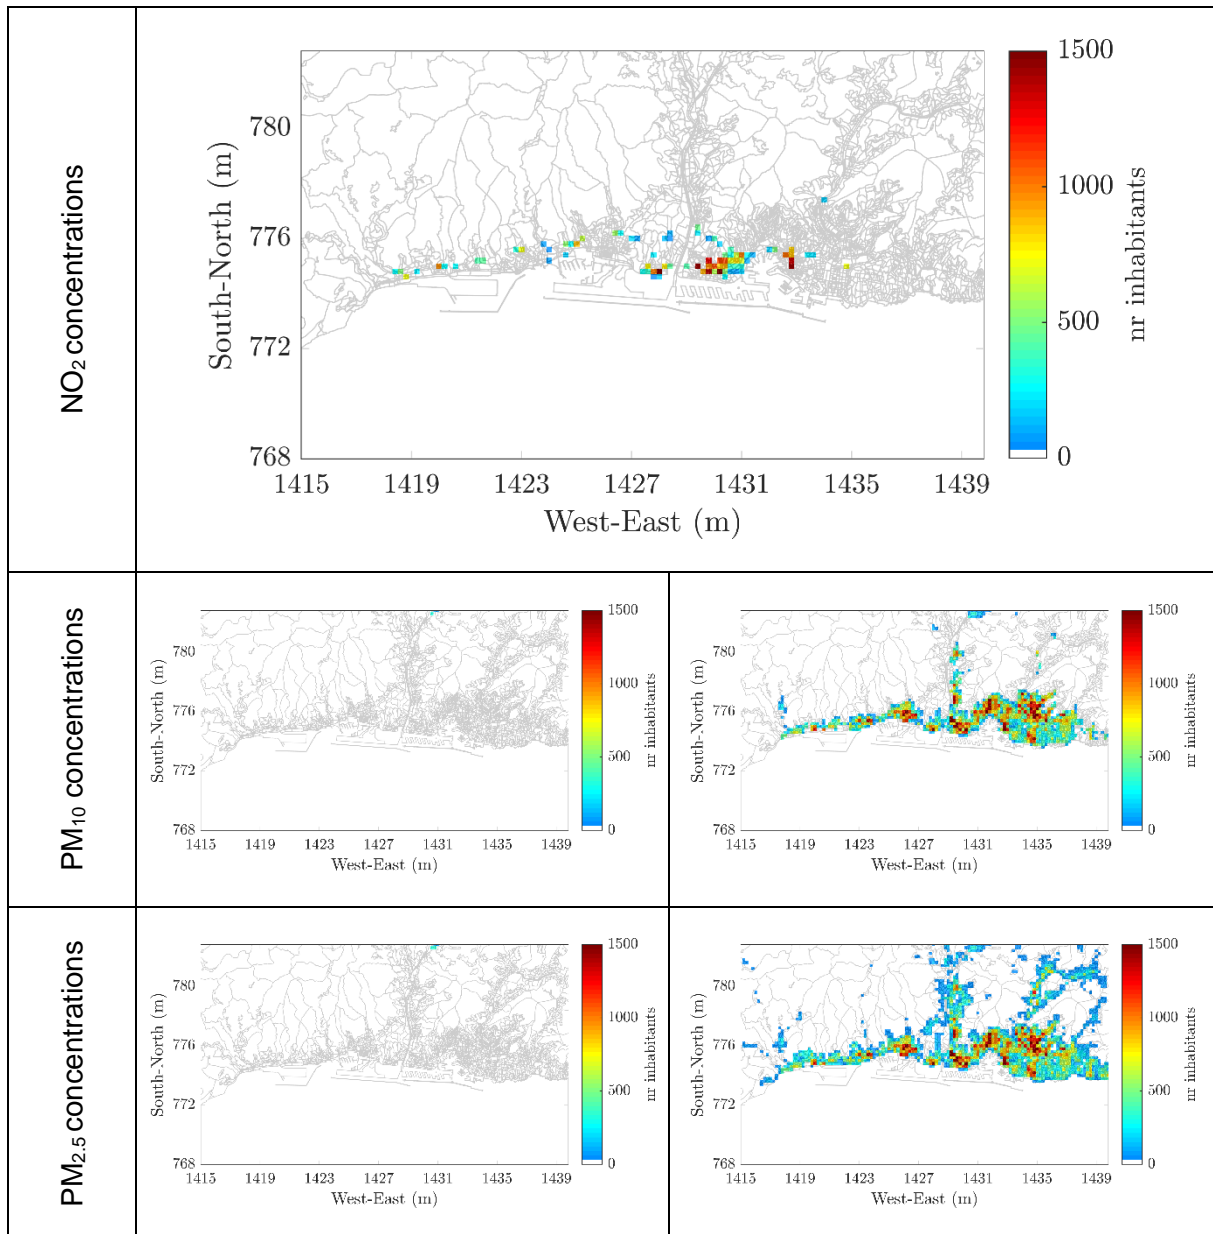 NO₂ concentrations
1500
1000
500
0
nr inhabitants
780
776
772
768
South-North (m)
1415 1419 1423 1427 1431 1435 1439
West-East (m)
PM₁₀ concentrations
780
776
772
768
South-North (m)
1415 1419 1423 1427 1431 1435 1439
West-East (m)
1500
1000
500
0
nr inhabitants
780
776
772
768
South-North (m)
1415 1419 1423 1427 1431 1435 1439
West-East (m)
1500
1000
500
0
nr inhabitants
PM₂.₅ concentrations
780
776
772
768
South-North (m)
1415 1419 1423 1427 1431 1435 1439
West-East (m)
1500
1000
500
0
nr inhabitants
780
776
772
768
South-North (m)
1415 1419 1423 1427 1431 1435 1439
West-East (m)
1500
1000
500
0
nr inhabitants